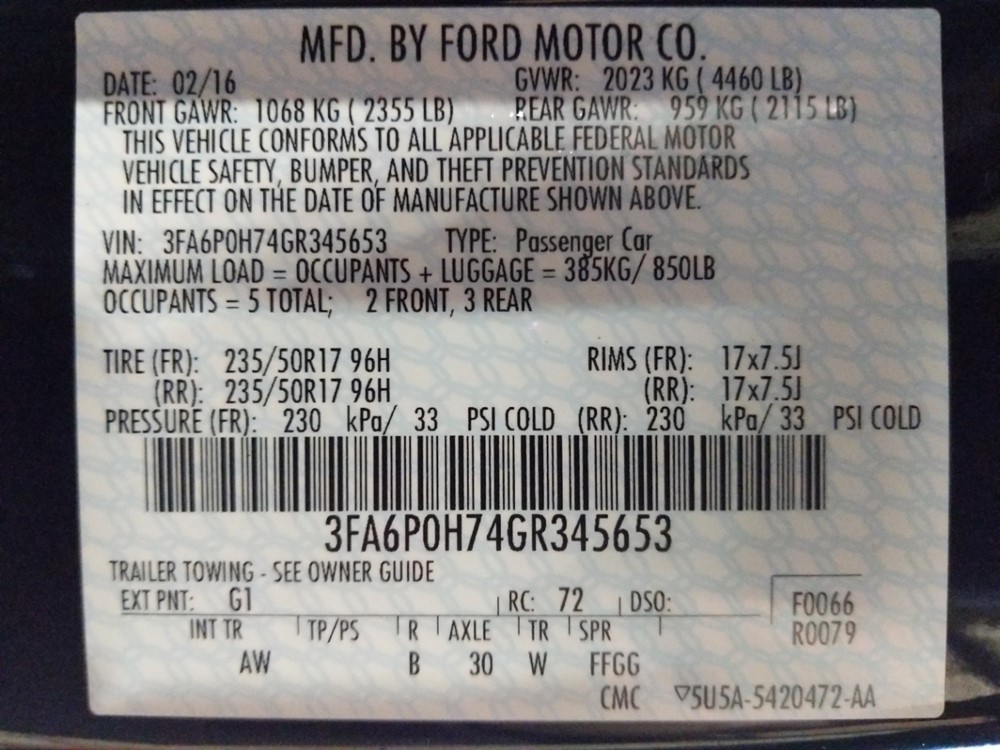 MFD. BY FORD MOTOR CO.
DATE: 02/16 GVWR: 2023 KG ( 4460 LB)
FRONT GAWR: 1068 KG ( 2355 LB) REAR GAWR: 959 KG ( 2115 LB)
THIS VEHICLE CONFORMS TO ALL APPLICABLE FEDERAL MOTOR
VEHICLE SAFETY, BUMPER, AND THEFT PREVENTION STANDARDS
IN EFFECT ON THE DATE OF MANUFACTURE SHOWN ABOVE.
VIN: 3FA6P0H74GR345653 TYPE: Passenger Car
MAXIMUM LOAD = OCCUPANTS + LUGGAGE = 385KG/ 850LB
OCCUPANTS = 5 TOTAL; 2 FRONT, 3 REAR
TIRE (FR): 235/50R17 96H RIMS (FR): 17x7.5J
(RR): 235/50R17 96H (RR): 17x7.5J
PRESSURE (FR): 230 kPa/ 33 PSI COLD (RR): 230 kPa/ 33 PSI COLD
3FA6P0H74GR345653
TRAILER TOWING - SEE OWNER GUIDE
EXT PNT: G1 RC: 72 DSO: F0066
INT TR TP/PS R AXLE TR SPR R0079
AW B 30 W FFGG
CMC ▽5U5A-5420472-AA